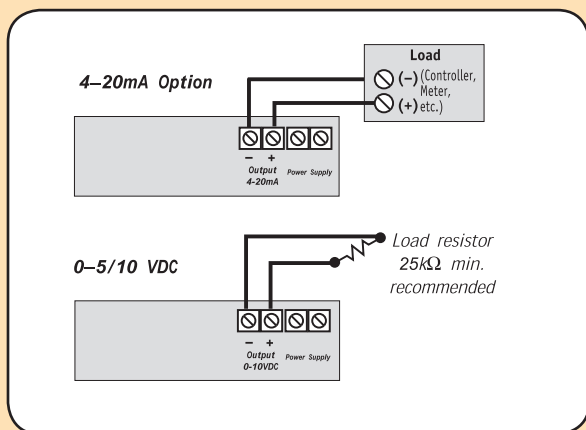 4–20mA Option
Load
(–) (Controller,
Meter,
(+) etc.)
– +
Output Power Supply
4-20mA
0–5/10 VDC
Load resistor
25kΩ min.
recommended
– +
Output Power Supply
0-10VDC